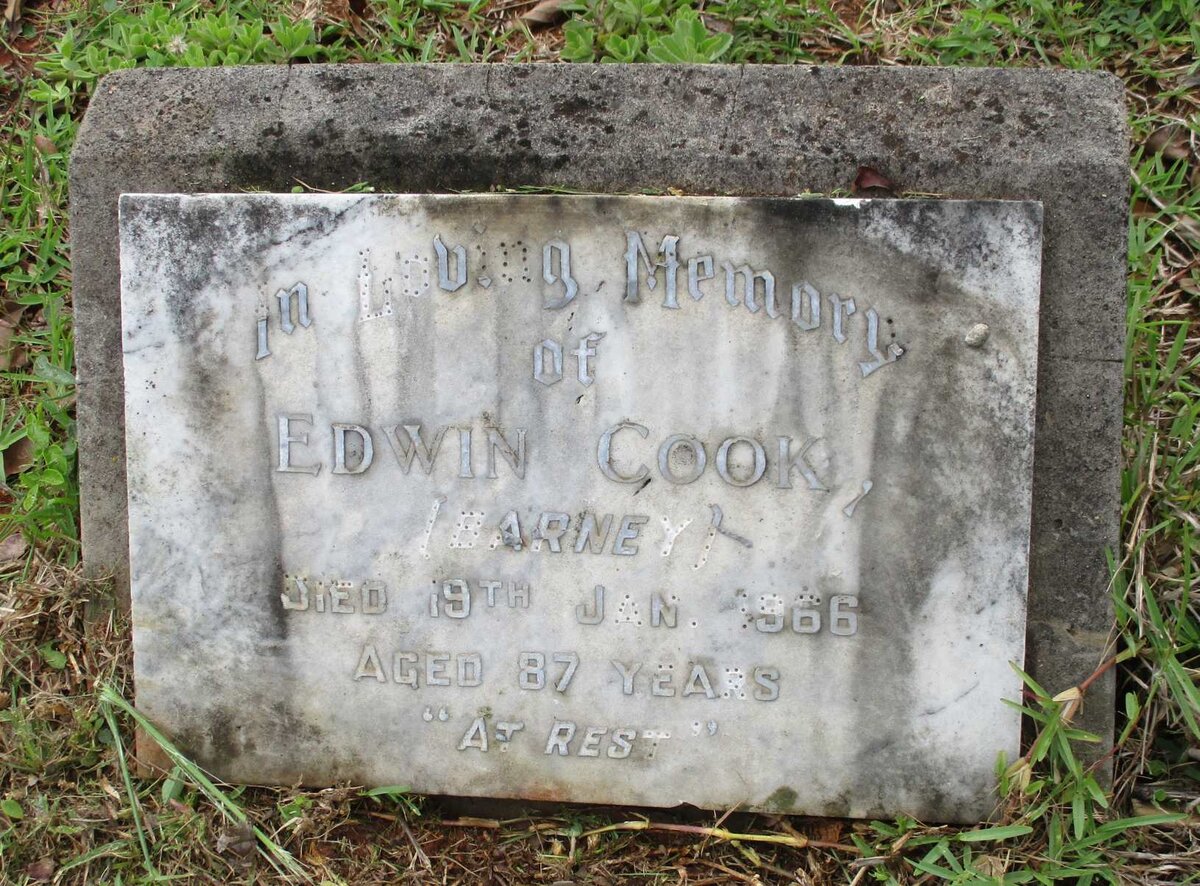 In Loving Memory
of
EDWIN COOK,
(BARNEY)
DIED 19TH JAN. 1966
AGED 87 YEARS
"AT REST"